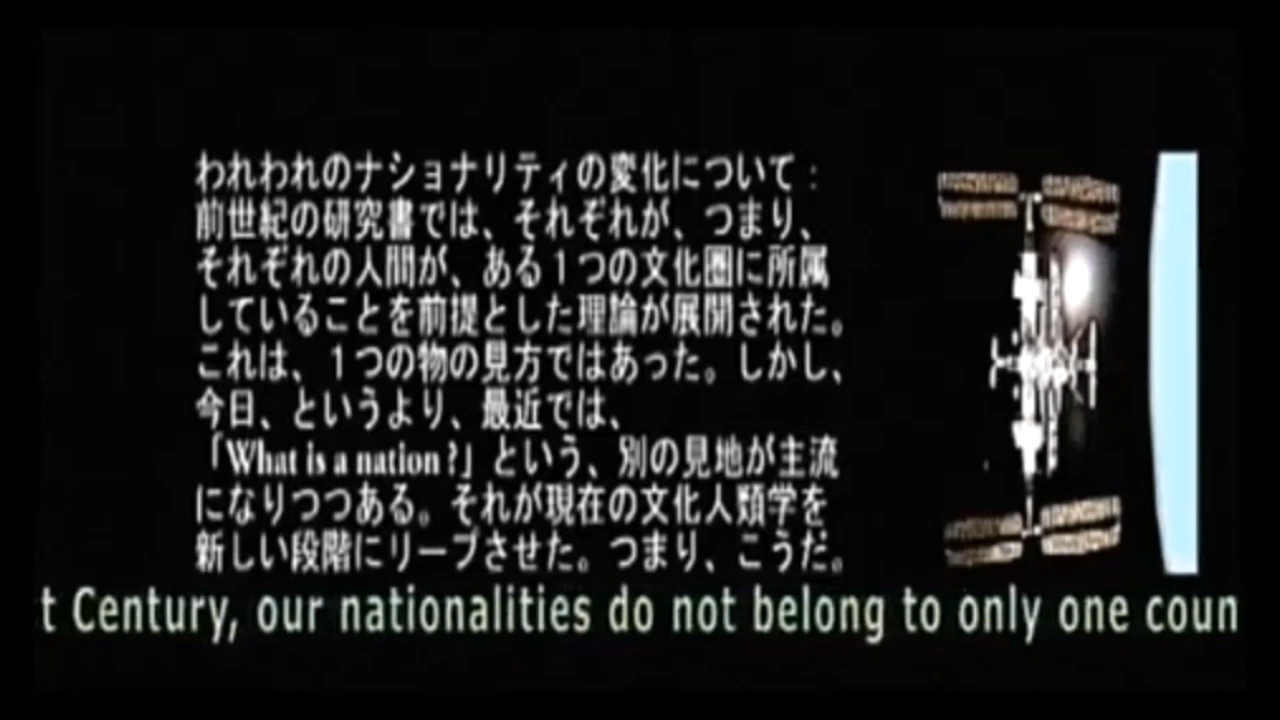 われわれのナショナリティの変化について：
前世紀の研究書では、それぞれが、つまり、
それぞれの人間が、ある１つの文化圏に所属
していることを前提とした理論が展開された。
これは、１つの物の見方ではあった。しかし、
今日、というより、最近では、
「What is a nation ?」という、別の見地が主流
になりつつある。それが現在の文化人類学を
新しい段階にリープさせた。つまり、こうだ。
t Century, our nationalities do not belong to only one coun